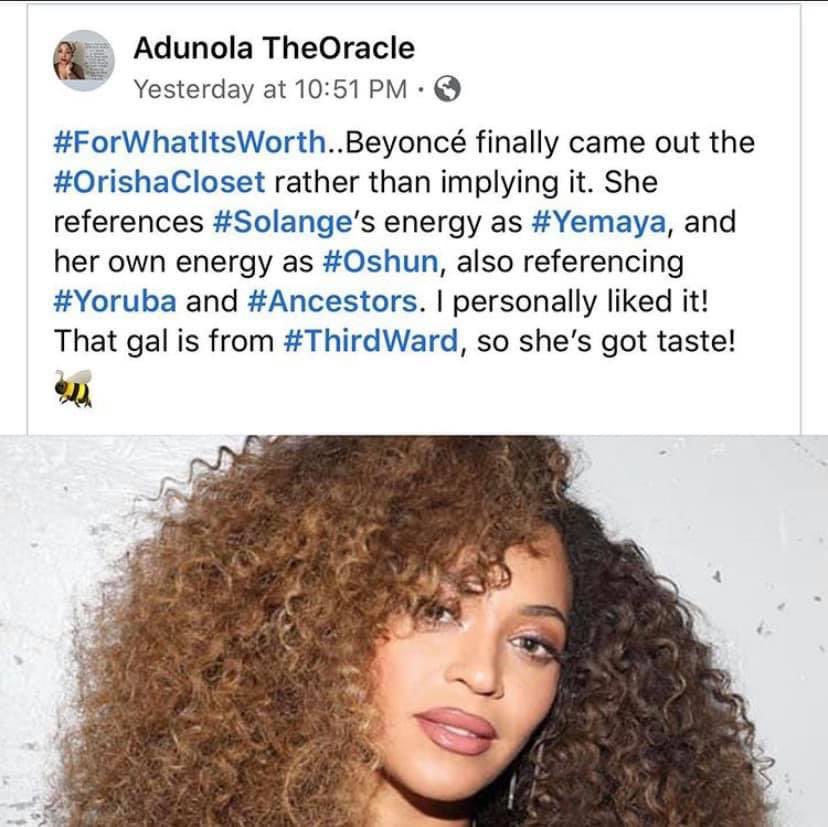 Adunola TheOracle
Yesterday at 10:51 PM ·
#ForWhatItsWorth..Beyoncé finally came out the
#OrishaCloset rather than implying it. She
references #Solange’s energy as #Yemaya, and
her own energy as #Oshun, also referencing
#Yoruba and #Ancestors. I personally liked it!
That gal is from #ThirdWard, so she’s got taste!
🐝